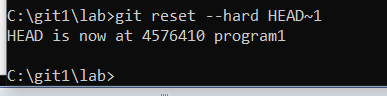 C:\git1\lab>git reset --hard HEAD~1
HEAD is now at 4576410 program1
C:\git1\lab>